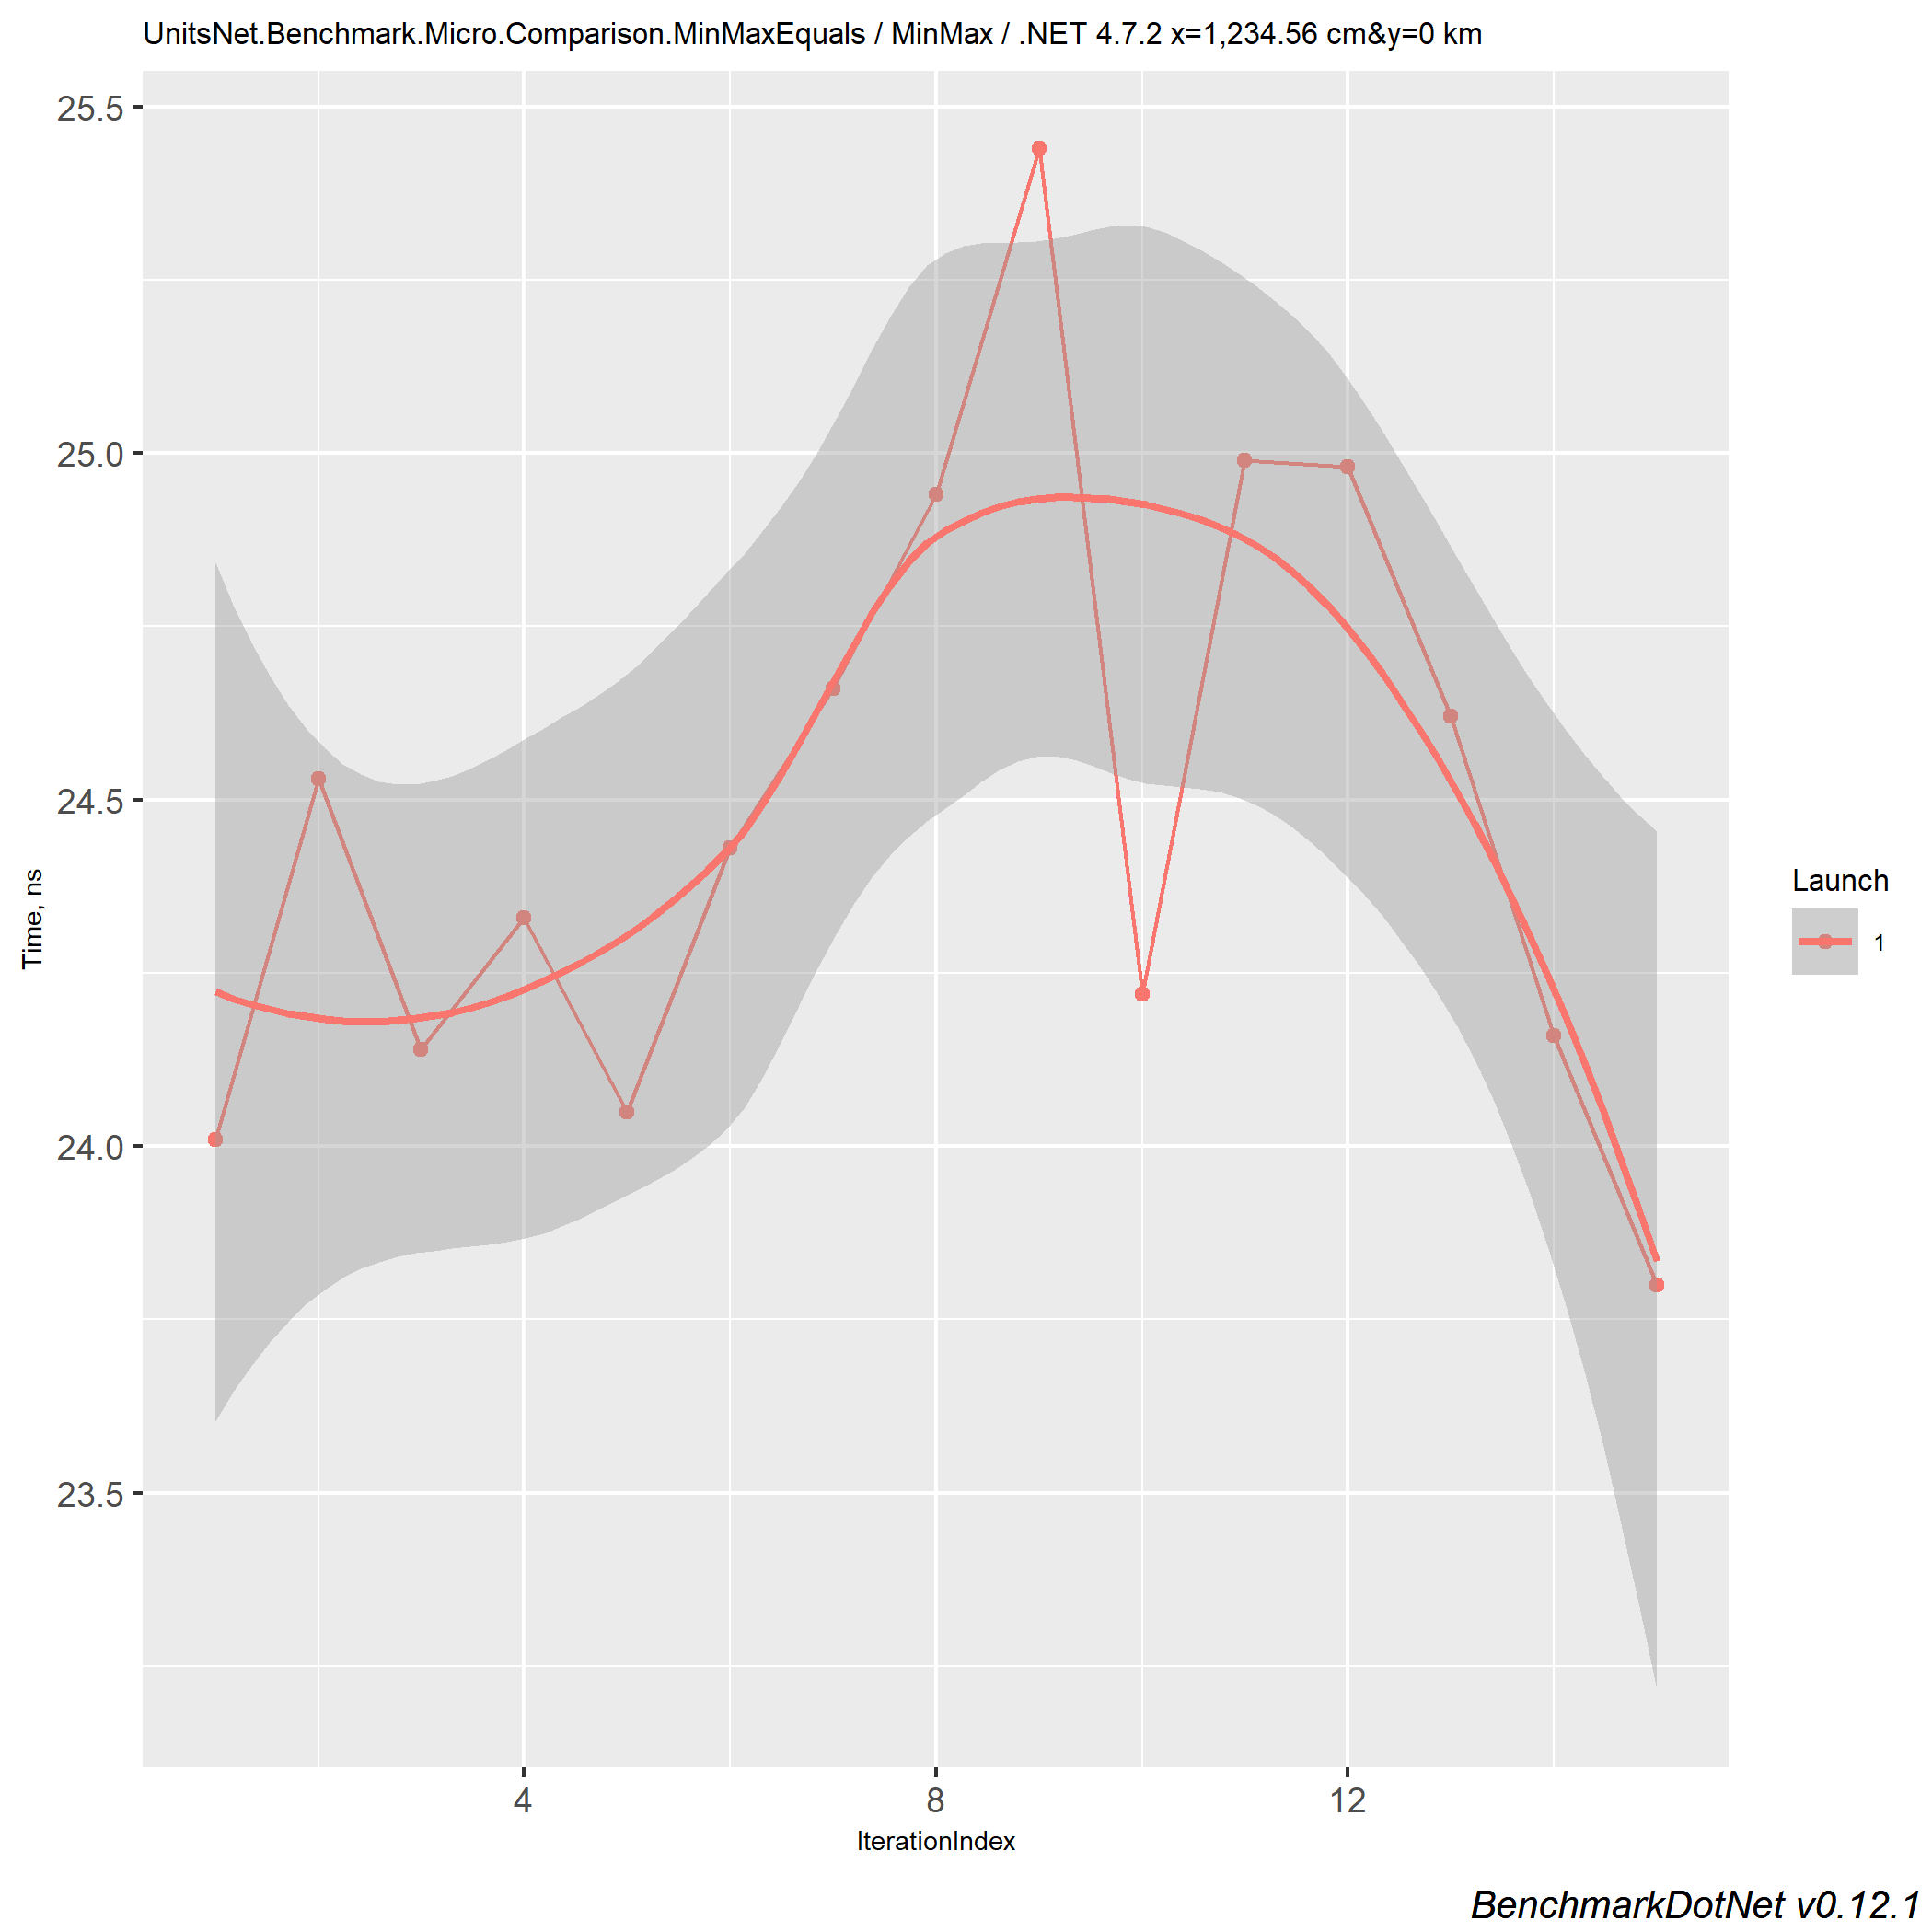 UnitsNet.Benchmark.Micro.Comparison.MinMaxEquals / MinMax / .NET 4.7.2 x=1,234.56 cm&y=0 km
25.5
25.0
24.5
24.0
23.5
Time, ns
4
8
12
IterationIndex
Launch
1
BenchmarkDotNet v0.12.1